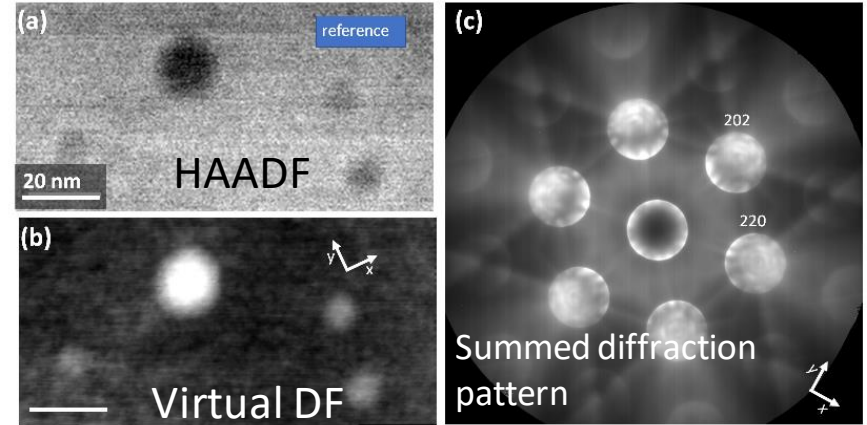 (a)
reference
20 nm
HAADF
(b)
y
x
Virtual DF
(c)
202
220
Summed diffraction
pattern
y
x